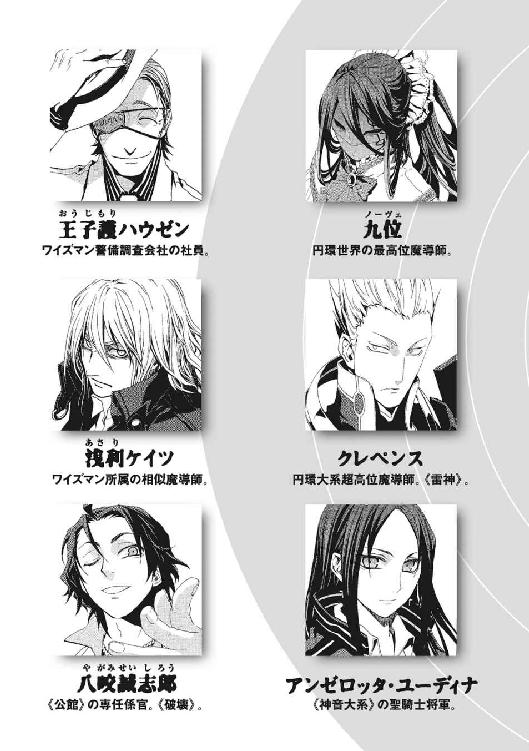 おうじもり
王子護ハウゼン
ワイズマン警備調査会社の社員。
ノーヴェ
九位
円環世界の最高位魔導師。
あさり
浅利ケイツ
ワイズマン所属の相似魔導師。
クレペンス
円環大系超高位魔導師。《雷神》。
やがみせいしろう
八咬誠志郎
《公館》の専任係官。《破壊》。
アンゼロッタ・ユーディナ
《神音大系》の聖騎士将軍。